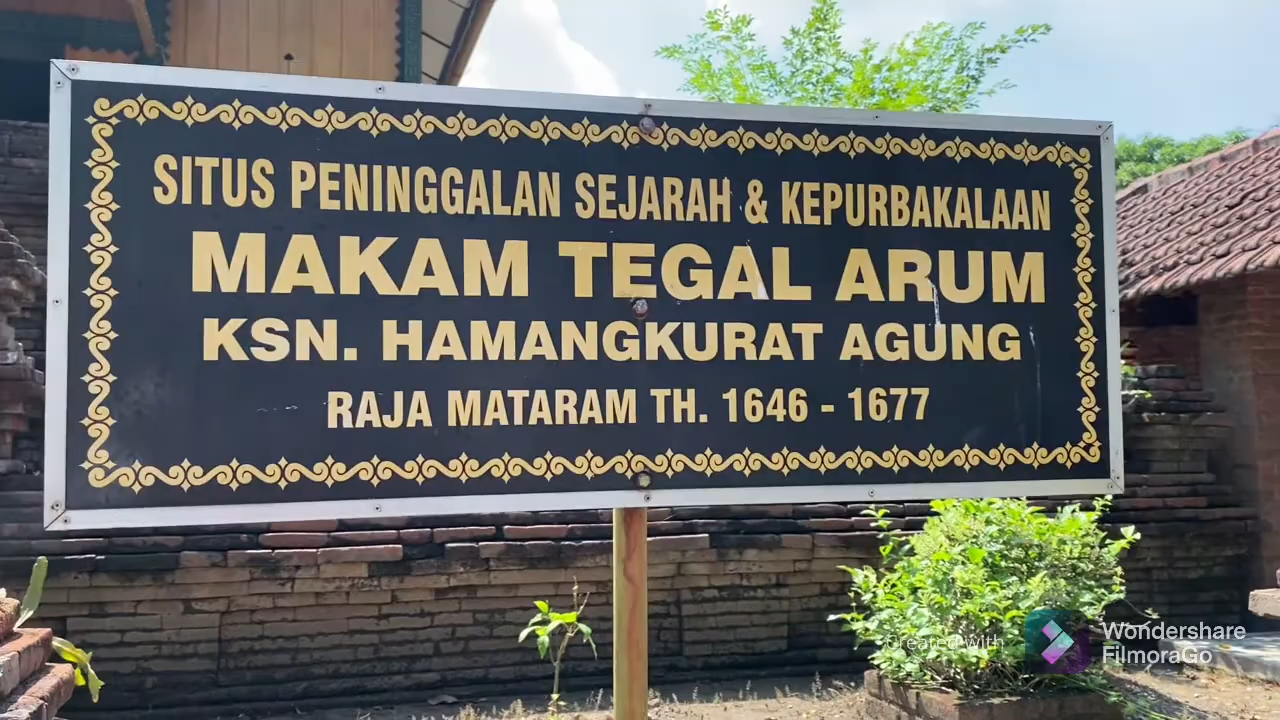 SITUS PENINGGALAN SEJARAH & KEPURBAKALAAN
MAKAM TEGAL ARUM
KSN. HAMANGKURAT AGUNG
RAJA MATARAM TH. 1646 - 1677
Created with
Wondershare
FilmoraGo